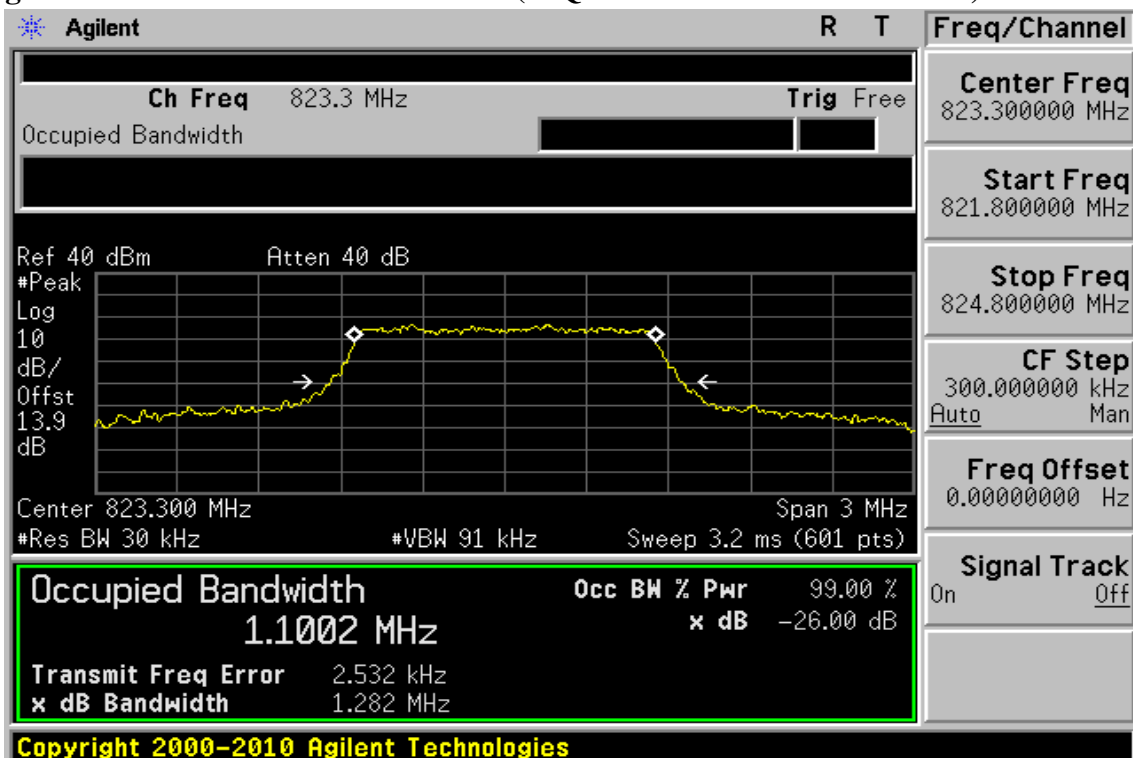 Agilent R T
Freq/Channel
Ch Freq 823.3 MHz Trig Free
Occupied Bandwidth
Center Freq
823.300000 MHz
Start Freq
821.800000 MHz
Stop Freq
824.800000 MHz
CF Step
300.000000 kHz
Auto Man
Freq Offset
0.00000000 Hz
Signal Track
On Off
Ref 40 dBm Atten 40 dB
#Peak
Log
10
dB/
Offst
13.9
dB
Center 823.300 MHz Span 3 MHz
#Res BW 30 kHz #VBW 91 kHz Sweep 3.2 ms (601 pts)
Occupied Bandwidth Occ BW % Pwr 99.00 %
1.1002 MHz x dB -26.00 dB
Transmit Freq Error 2.532 kHz
x dB Bandwidth 1.282 MHz
Copyright 2000-2010 Agilent Technologies